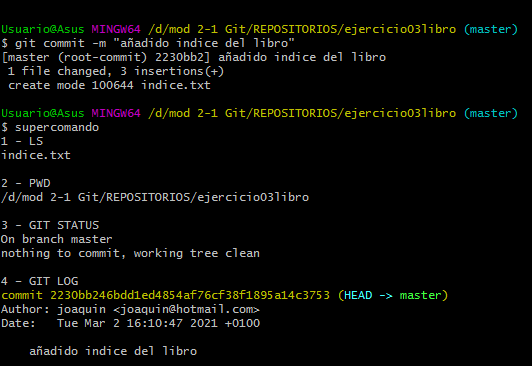 Usuario@Asus MINGW64 /d/mod 2-1 Git/REPOSITORIOS/ejercicio03libro (master)
$ git commit -m "añadido indice del libro"
[master (root-commit) 2230bb2] añadido indice del libro
 1 file changed, 3 insertions(+)
 create mode 100644 indice.txt

Usuario@Asus MINGW64 /d/mod 2-1 Git/REPOSITORIOS/ejercicio03libro (master)
$ supercomando
1 - LS
indice.txt

2 - PWD
/d/mod 2-1 Git/REPOSITORIOS/ejercicio03libro

3 - GIT STATUS
On branch master
nothing to commit, working tree clean

4 - GIT LOG
commit 2230bb246bdd1ed4854af76cf38f1895a14c3753 (HEAD -> master)
Author: joaquin <joaquin@hotmail.com>
Date:   Tue Mar 2 16:10:47 2021 +0100

    añadido indice del libro